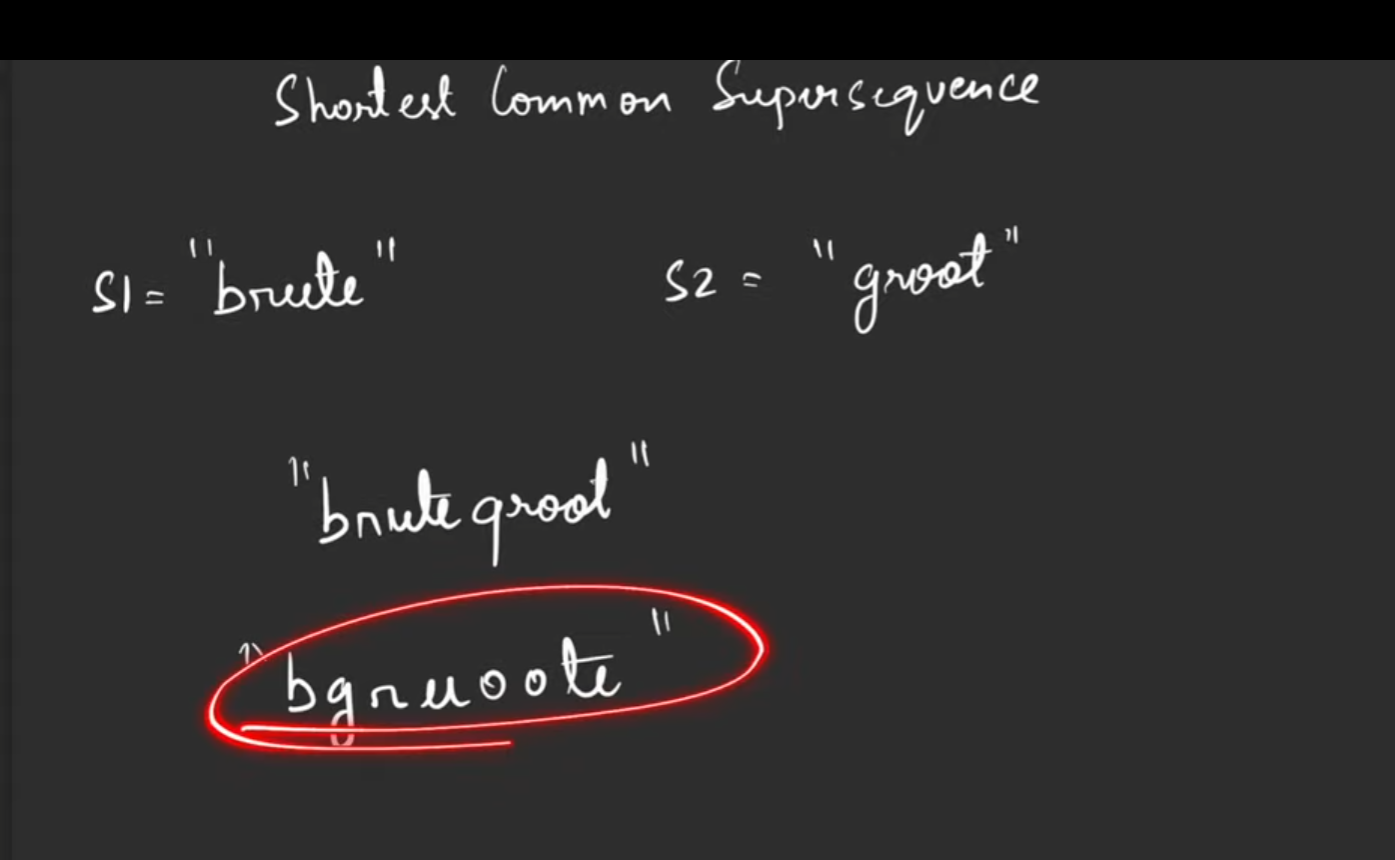 Shortest Common Supersequence
S1 = "brute" S2 = "groot"
"brutegroot"
"bgruoote"